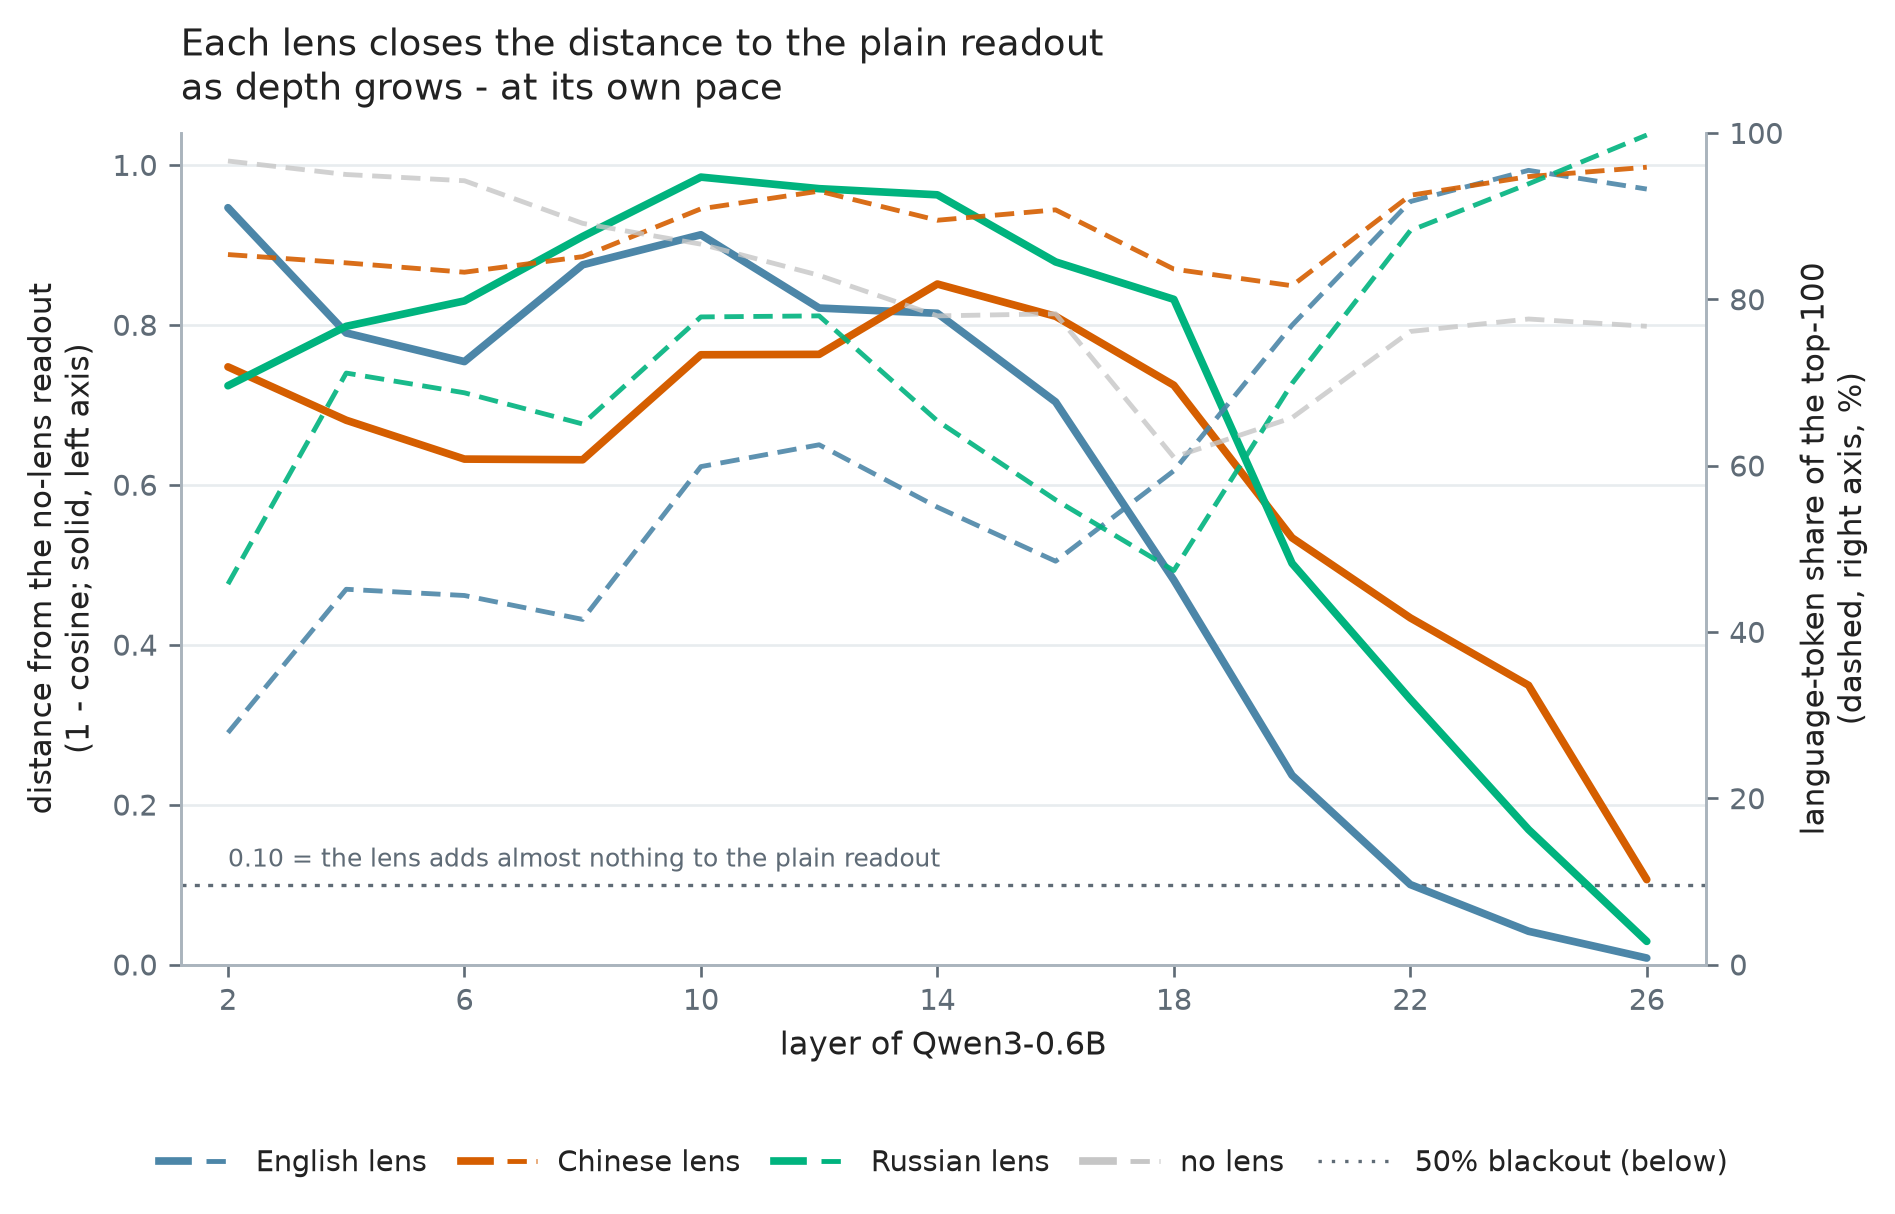 Each lens closes the distance to the plain readout
as depth grows - at its own pace
distance from the no-lens readout
(1 - cosine; solid, left axis)
1.0
0.8
0.6
0.4
0.2
0.0
0.10 = the lens adds almost nothing to the plain readout
100
80
60
40
20
0
language-token share of the top-100
(dashed, right axis, %)
2 6 10 14 18 22 26
layer of Qwen3-0.6B
English lens Chinese lens Russian lens no lens 50% blackout (below)